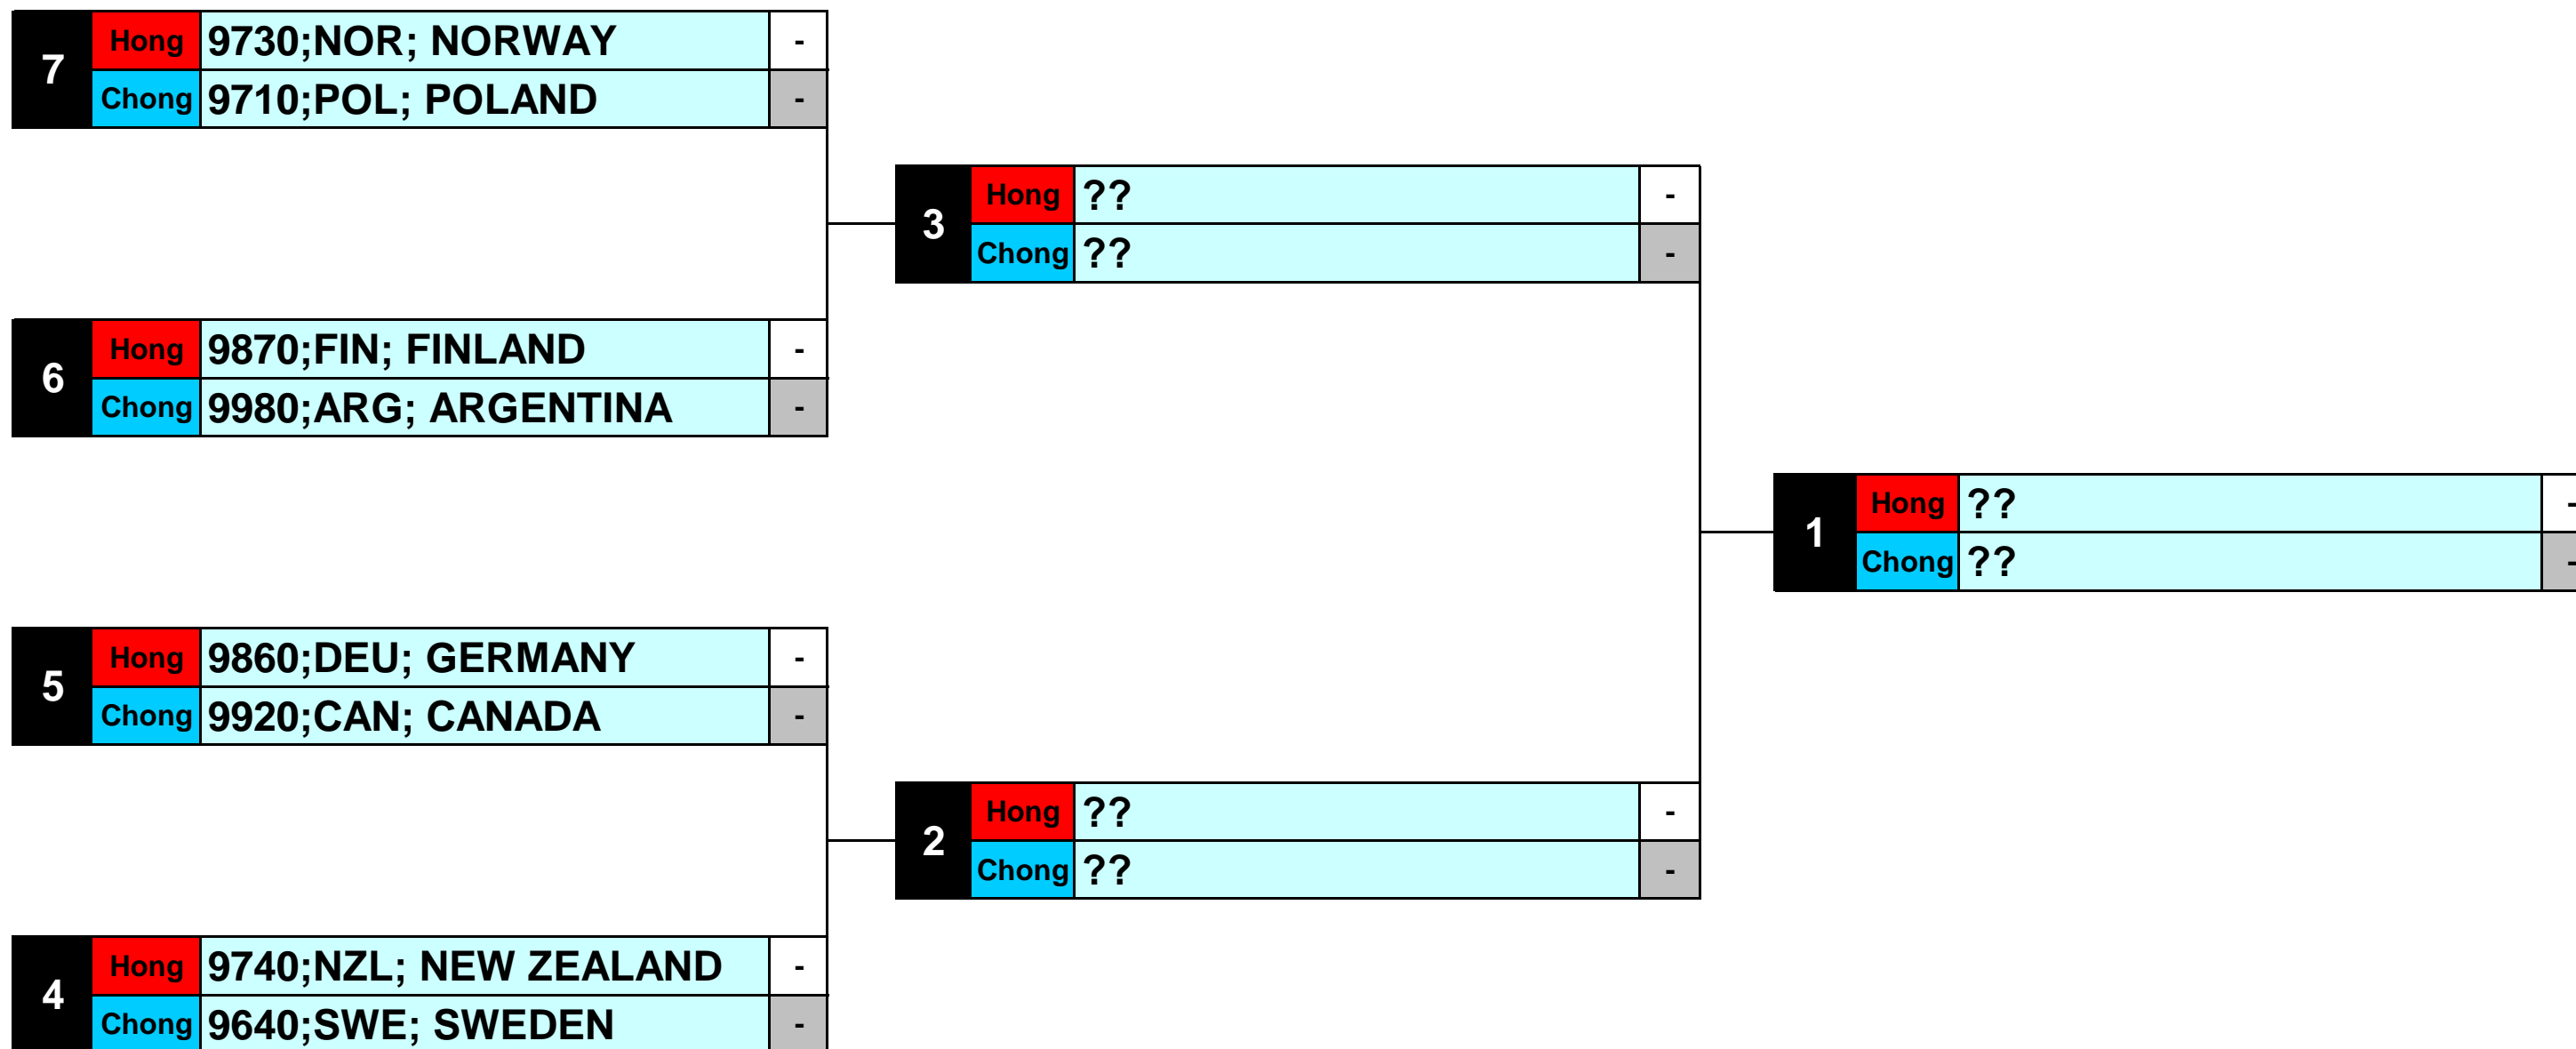 7 Hong 9730;NOR; NORWAY -
Chong 9710;POL; POLAND -
3 Hong ?? -
Chong ?? -
6 Hong 9870;FIN; FINLAND -
Chong 9980;ARG; ARGENTINA -
1 Hong ?? -
Chong ?? -
5 Hong 9860;DEU; GERMANY -
Chong 9920;CAN; CANADA -
2 Hong ?? -
Chong ?? -
4 Hong 9740;NZL; NEW ZEALAND -
Chong 9640;SWE; SWEDEN -